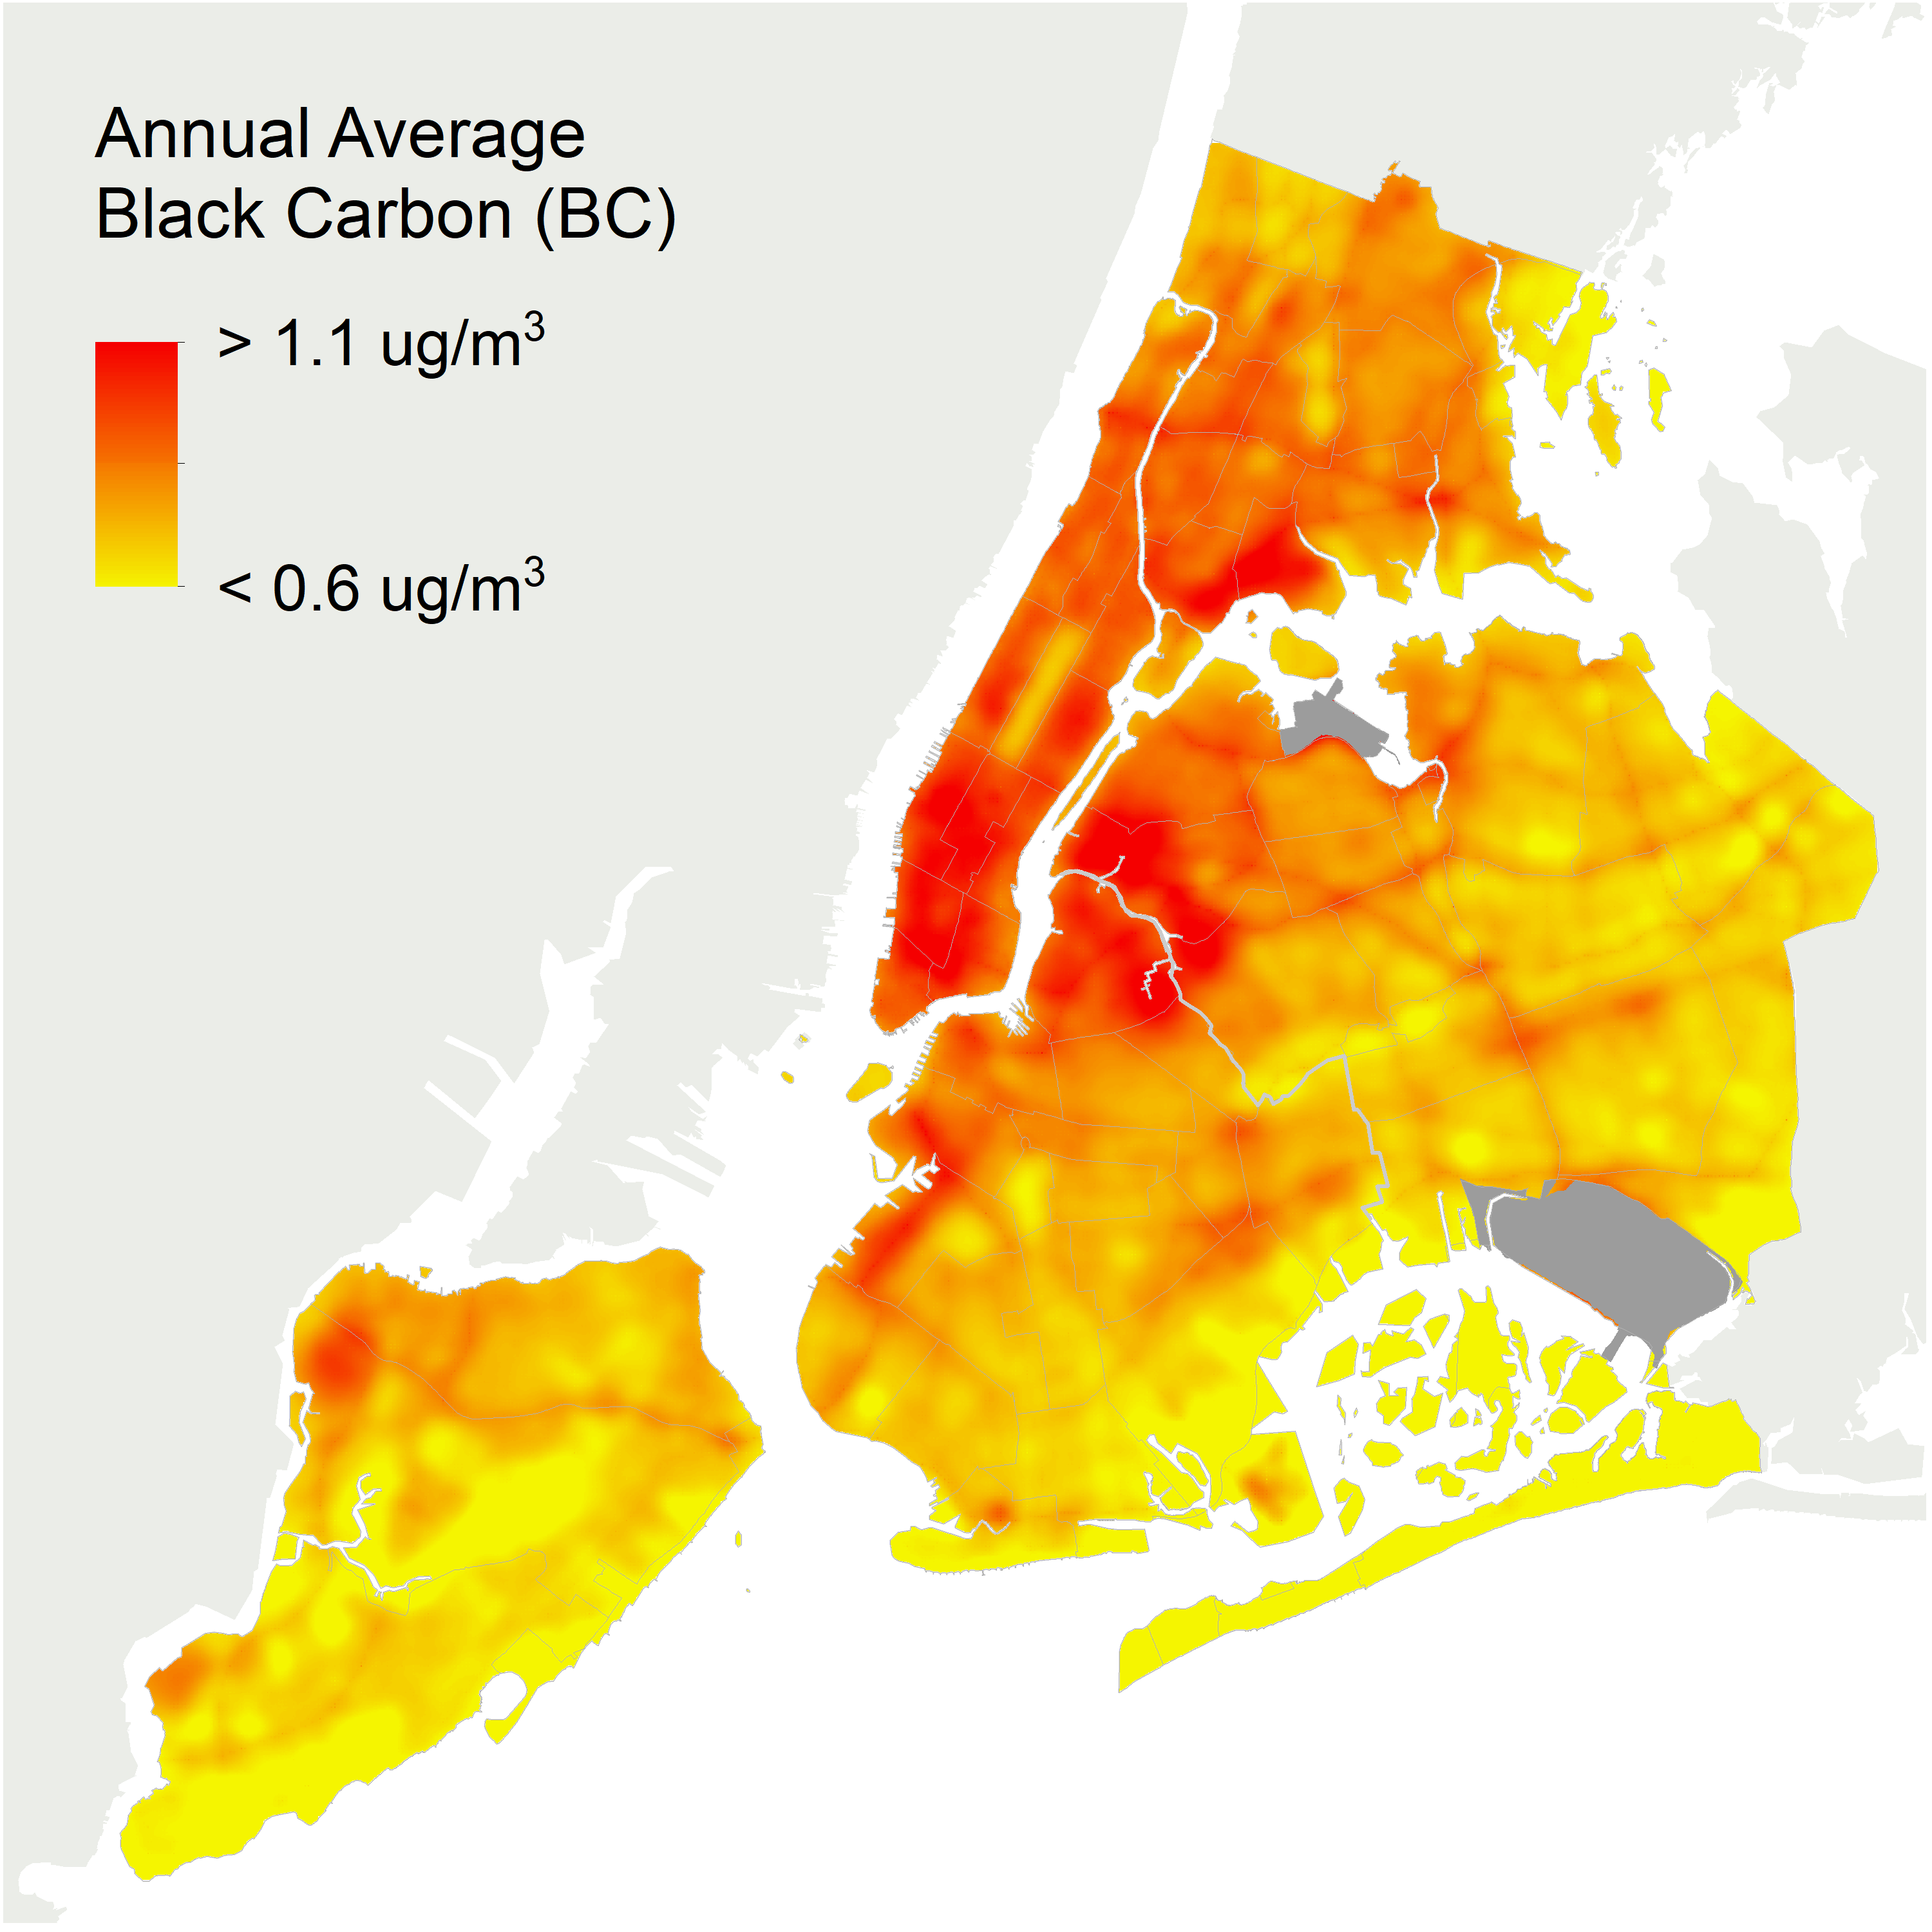 Annual Average
Black Carbon (BC)
> 1.1 ug/m³
< 0.6 ug/m³